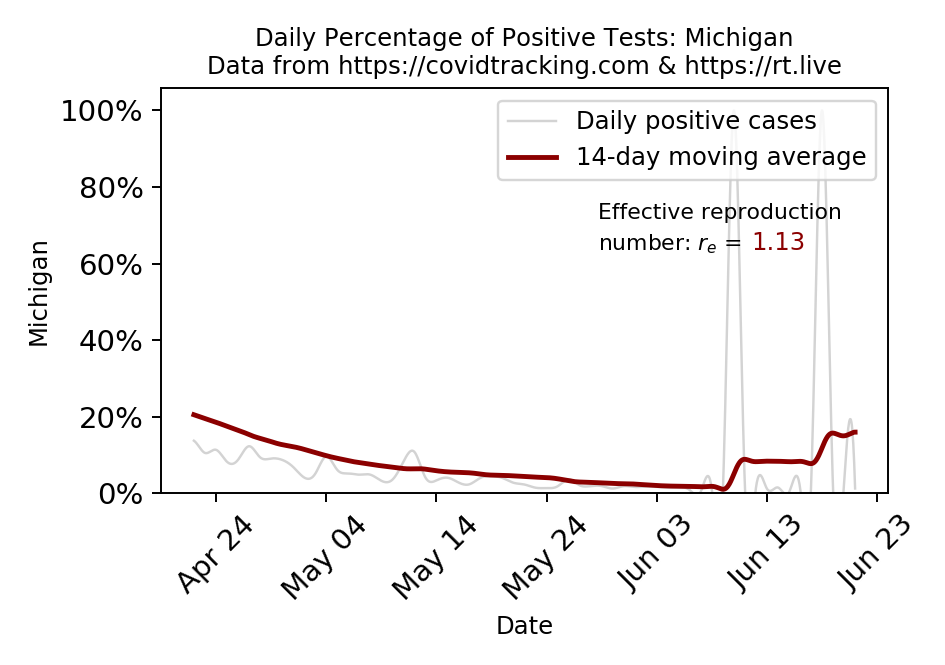 Daily Percentage of Positive Tests: Michigan
Data from https://covidtracking.com & https://rt.live
100%
80%
60%
40%
20%
0%
Michigan
Daily positive cases
14-day moving average
Effective reproduction
number: rₑ = 1.13
Apr 24
May 04
May 14
May 24
Jun 03
Jun 13
Jun 23
Date